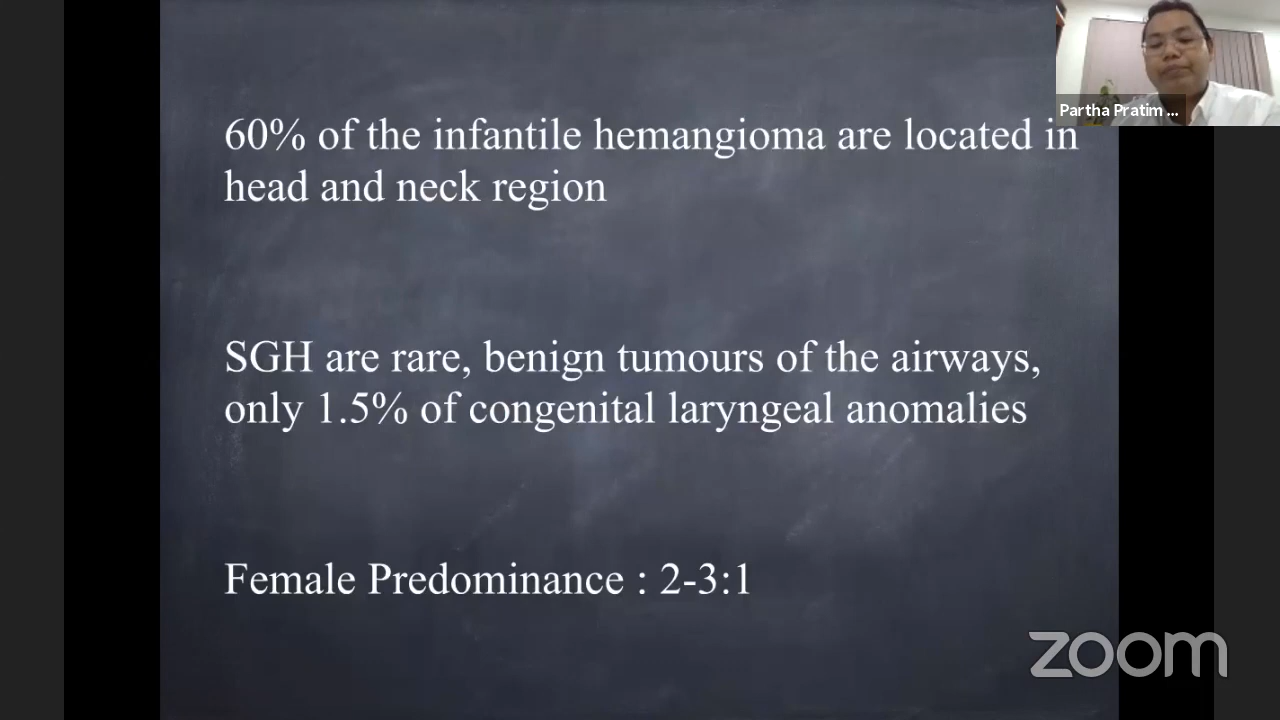 Partha Pratim ...
60% of the infantile hemangioma are located in
head and neck region
SGH are rare, benign tumours of the airways,
only 1.5% of congenital laryngeal anomalies
Female Predominance : 2-3:1
zoom